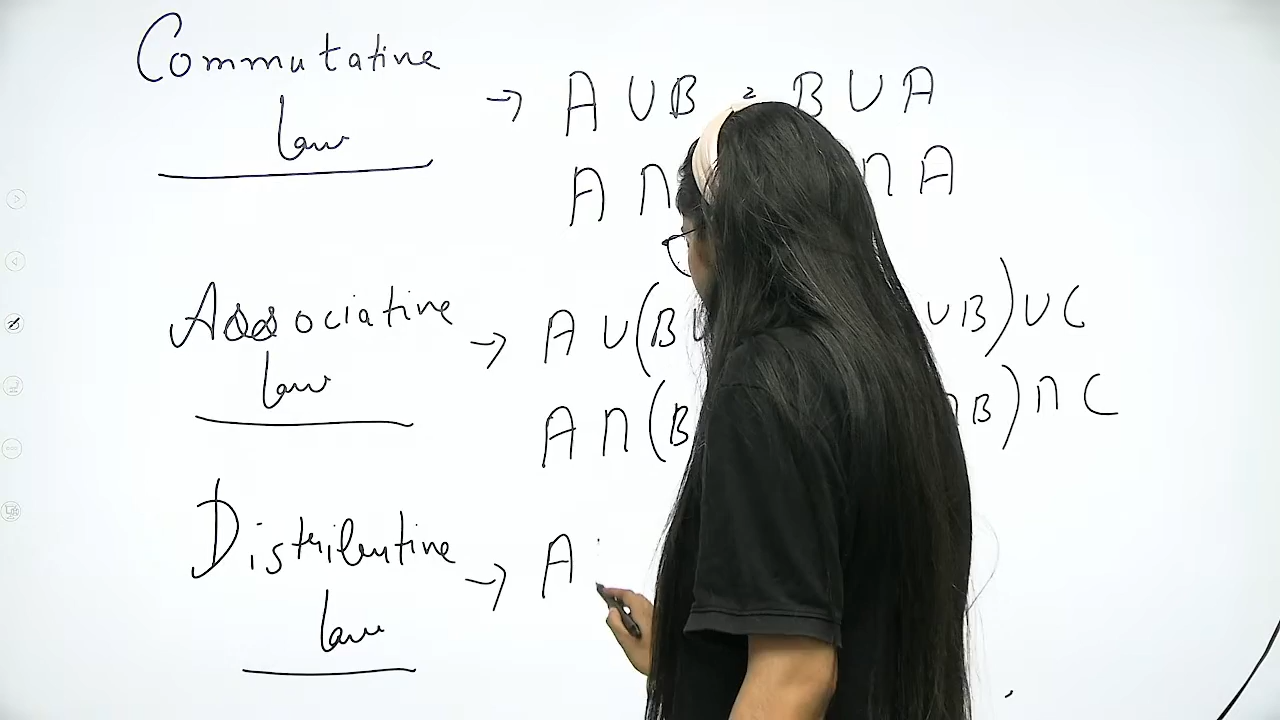 Commutative
law
→ A ∪ B = B ∪ A
A ∩ ∩ A
Associative
law
→ A ∪ (B ∪ B) ∪ C
A ∩ (B ∩ B) ∩ C
Distributive
law
→ A